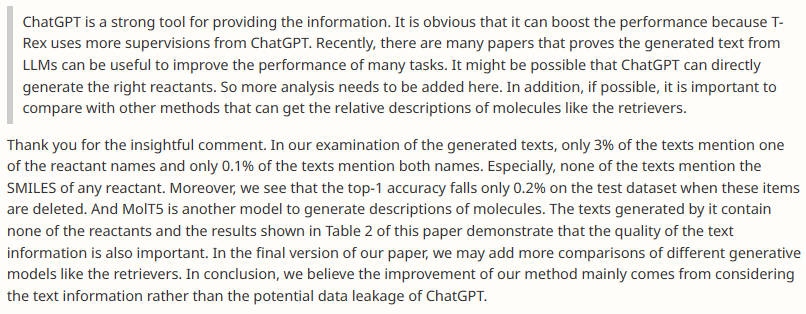 ChatGPT is a strong tool for providing the information. It is obvious that it can boost the performance because T-
Rex uses more supervisions from ChatGPT. Recently, there are many papers that proves the generated text from
LLMs can be useful to improve the performance of many tasks. It might be possible that ChatGPT can directly
generate the right reactants. So more analysis needs to be added here. In addition, if possible, it is important to
compare with other methods that can get the relative descriptions of molecules like the retrievers.
Thank you for the insightful comment. In our examination of the generated texts, only 3% of the texts mention one
of the reactant names and only 0.1% of the texts mention both names. Especially, none of the texts mention the
SMILES of any reactant. Moreover, we see that the top-1 accuracy falls only 0.2% on the test dataset when these items
are deleted. And MolT5 is another model to generate descriptions of molecules. The texts generated by it contain
none of the reactants and the results shown in Table 2 of this paper demonstrate that the quality of the text
information is also important. In the final version of our paper, we may add more comparisons of different generative
models like the retrievers. In conclusion, we believe the improvement of our method mainly comes from considering
the text information rather than the potential data leakage of ChatGPT.